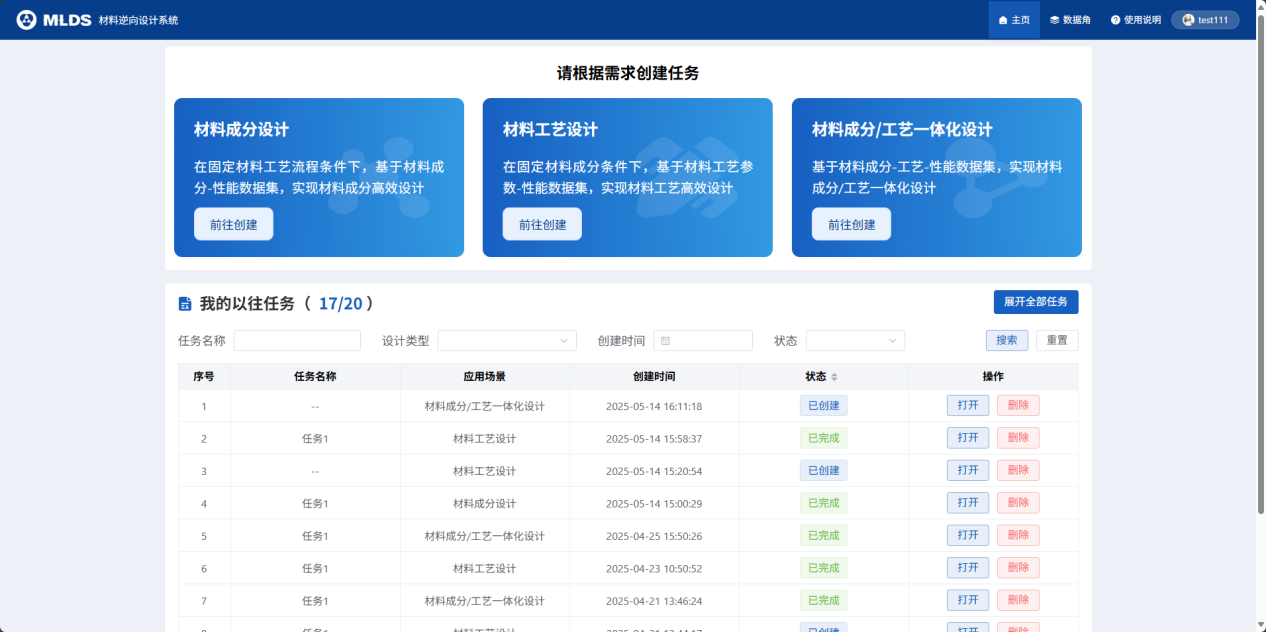 MLDS 材料逆向设计系统 主页 数据角 使用说明 test111
请根据需求创建任务
材料成分设计
在固定材料工艺流程条件下，基于材料成
分-性能数据集，实现材料成分高效设计
前往创建
材料工艺设计
在固定材料成分条件下，基于材料工艺参
数-性能数据集，实现材料工艺高效设计
前往创建
材料成分/工艺一体化设计
基于材料成分-工艺-性能数据集，实现材料
成分/工艺一体化设计
前往创建
我的以往任务（ 17/20 ） 展开全部任务
任务名称 设计类型 创建时间 状态 搜索 重置
序号 任务名称 应用场景 创建时间 状态 操作
1 -- 材料成分/工艺一体化设计 2025-05-14 16:11:18 已创建 打开 删除
2 任务1 材料工艺设计 2025-05-14 15:58:37 已完成 打开 删除
3 -- 材料工艺设计 2025-05-14 15:20:54 已创建 打开 删除
4 任务1 材料成分设计 2025-05-14 15:00:29 已完成 打开 删除
5 任务1 材料成分/工艺一体化设计 2025-04-25 15:50:26 已完成 打开 删除
6 任务1 材料工艺设计 2025-04-23 10:50:52 已完成 打开 删除
7 任务1 材料成分/工艺一体化设计 2025-04-21 13:46:24 已完成 打开 删除
任务1 材料工艺设计 已创建 打开 删除